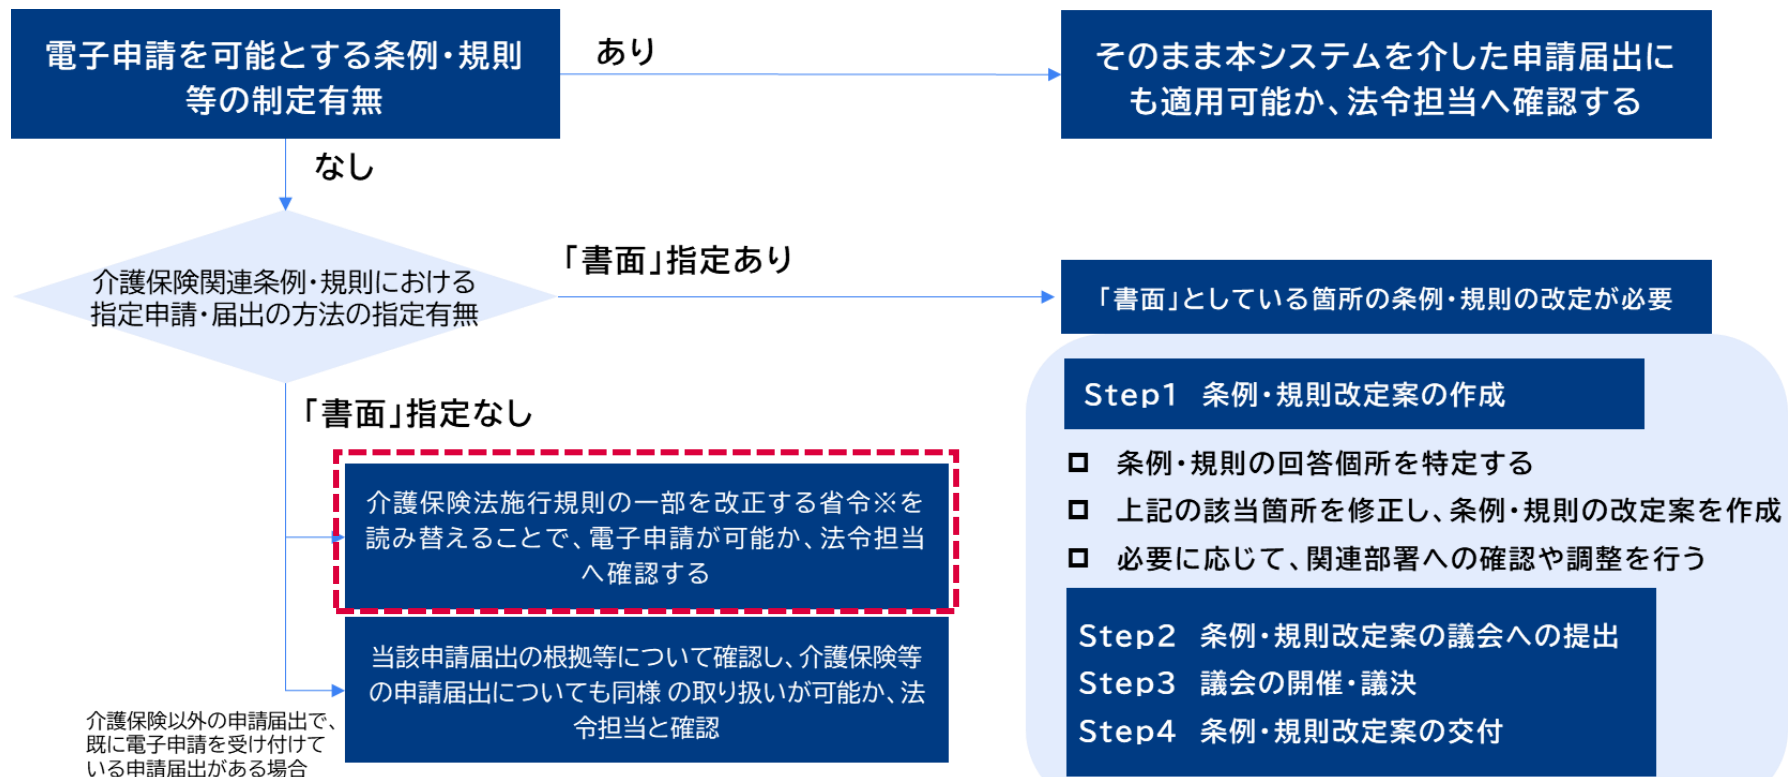 電子申請を可能とする条例・規則
等の制定有無
あり
そのまま本システムを介した申請届出に
も適用可能か、法令担当へ確認する
なし
介護保険関連条例・規則における
指定申請・届出の方法の指定有無
「書面」指定あり
「書面」としている箇所の条例・規則の改定が必要
「書面」指定なし
介護保険法施行規則の一部を改正する省令※を
読み替えることで、電子申請が可能か、法令担当
へ確認する
当該申請届出の根拠等について確認し、介護保険等
の申請届出についても同様 の取り扱いが可能か、法
令担当と確認
介護保険以外の申請届出で、
既に電子申請を受け付けて
いる申請届出がある場合
Step1 条例・規則改定案の作成
条例・規則の回答個所を特定する
上記の該当箇所を修正し、条例・規則の改定案を作成
必要に応じて、関連部署への確認や調整を行う
Step2 条例・規則改定案の議会への提出
Step3 議会の開催・議決
Step4 条例・規則改定案の交付